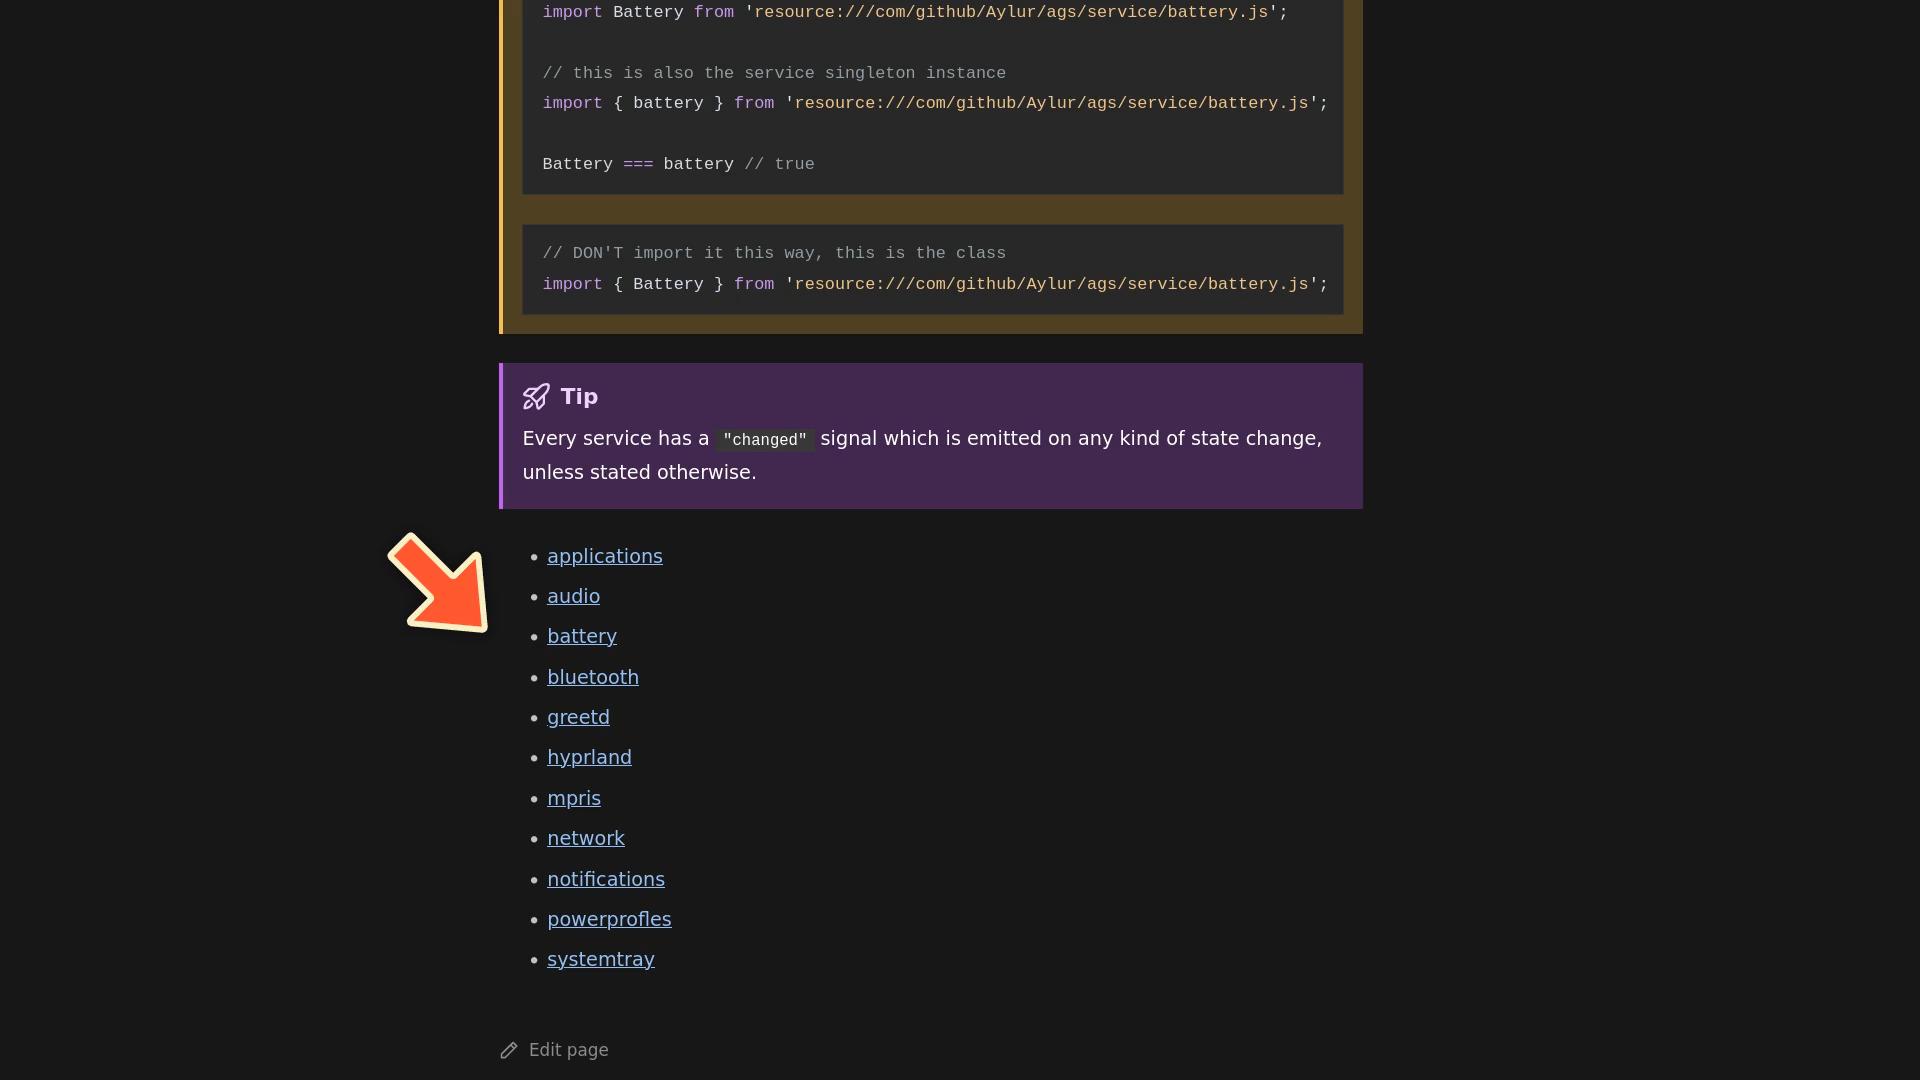 import Battery from 'resource:///com/github/Aylur/ags/service/battery.js';
// this is also the service singleton instance
import { battery } from 'resource:///com/github/Aylur/ags/service/battery.js';
Battery === battery // true
// DON'T import it this way, this is the class
import { Battery } from 'resource:///com/github/Aylur/ags/service/battery.js';
Tip
Every service has a "changed" signal which is emitted on any kind of state change,
unless stated otherwise.
applications
audio
battery
bluetooth
greetd
hyprland
mpris
network
notifications
powerprofles
systemtray
Edit page